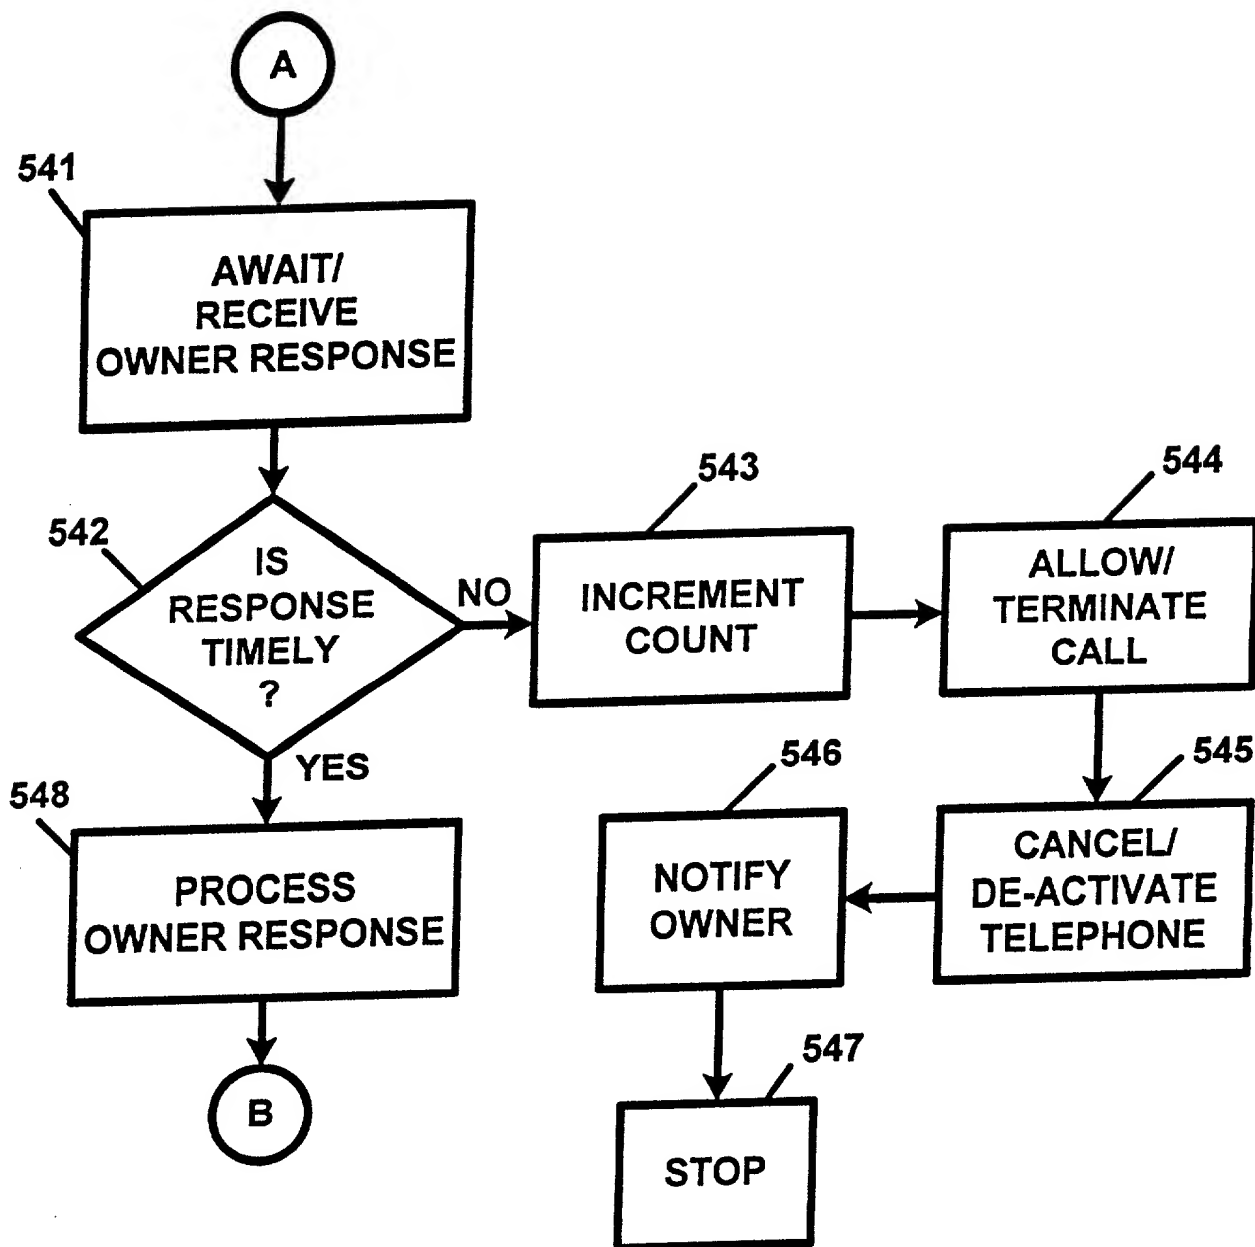 A
541
AWAIT/
RECEIVE
OWNER RESPONSE
542
IS
RESPONSE
TIMELY
?
NO
543
INCREMENT
COUNT
544
ALLOW/
TERMINATE
CALL
YES
548
PROCESS
OWNER RESPONSE
B
546
NOTIFY
OWNER
545
CANCEL/
DE-ACTIVATE
TELEPHONE
547
STOP